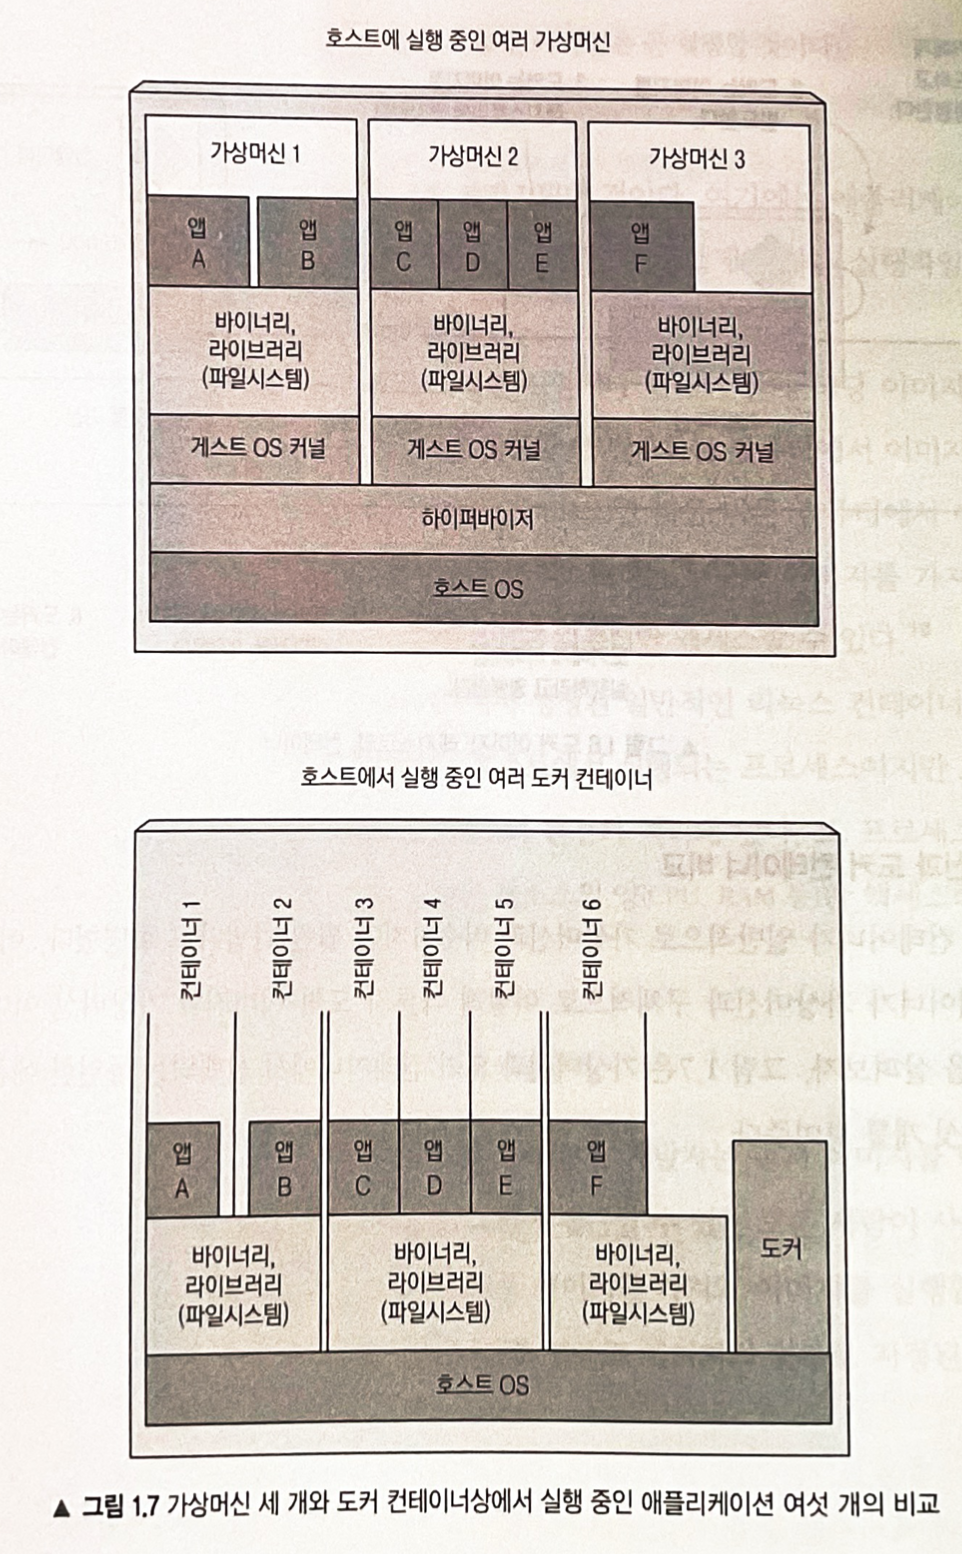 호스트에 실행 중인 여러 가상머신
가상머신 1
가상머신 2
가상머신 3
앱
A
앱
B
앱
C
앱
D
앱
E
앱
F
바이너리,
라이브러리
(파일시스템)
바이너리,
라이브러리
(파일시스템)
바이너리,
라이브러리
(파일시스템)
게스트 OS 커널
게스트 OS 커널
게스트 OS 커널
하이퍼바이저
호스트 OS
호스트에서 실행 중인 여러 도커 컨테이너
컨테이너 1
컨테이너 2
컨테이너 3
컨테이너 4
컨테이너 5
컨테이너 6
앱
A
앱
B
앱
C
앱
D
앱
E
앱
F
바이너리,
라이브러리
(파일시스템)
바이너리,
라이브러리
(파일시스템)
바이너리,
라이브러리
(파일시스템)
도커
호스트 OS
▲ 그림 1.7 가상머신 세 개와 도커 컨테이너상에서 실행 중인 애플리케이션 여섯 개의 비교